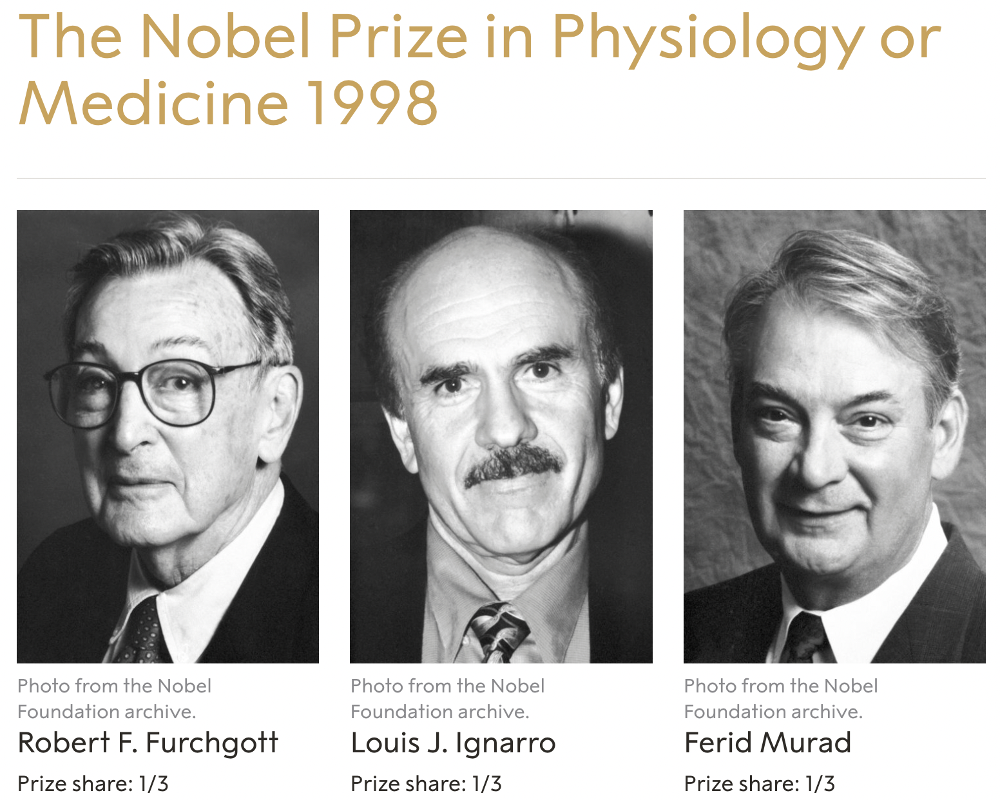 The Nobel Prize in Physiology or
Medicine 1998
Photo from the Nobel
Foundation archive.
Robert F. Furchgott
Prize share: 1/3
Photo from the Nobel
Foundation archive.
Louis J. Ignarro
Prize share: 1/3
Photo from the Nobel
Foundation archive.
Ferid Murad
Prize share: 1/3